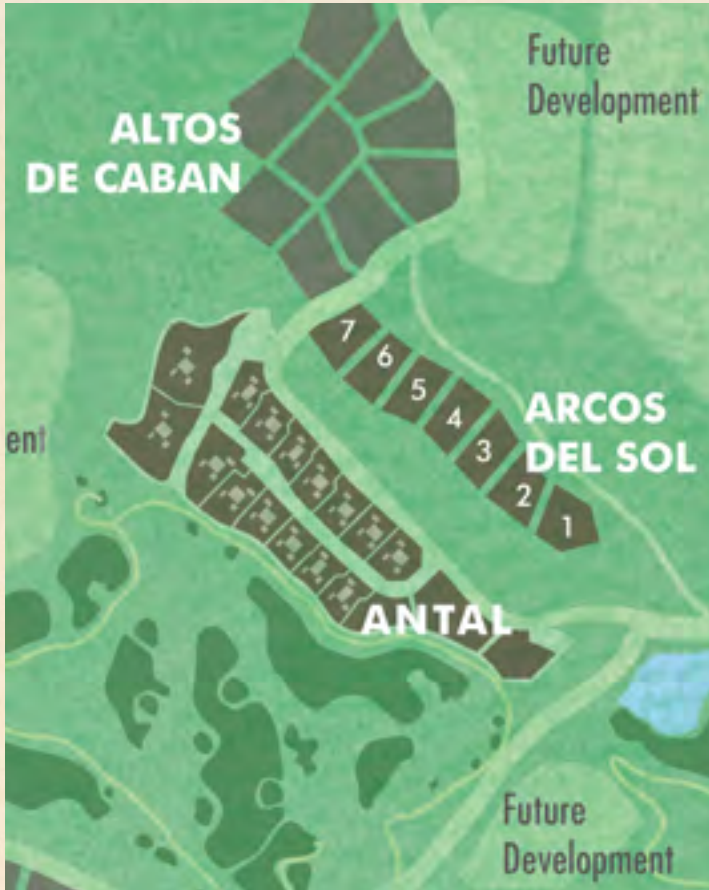 Future
Development
ALTOS
DE CABAN
7
6
5
4
3
2
1
ARCOS
DEL SOL
ent
ANTAL
Future
Development